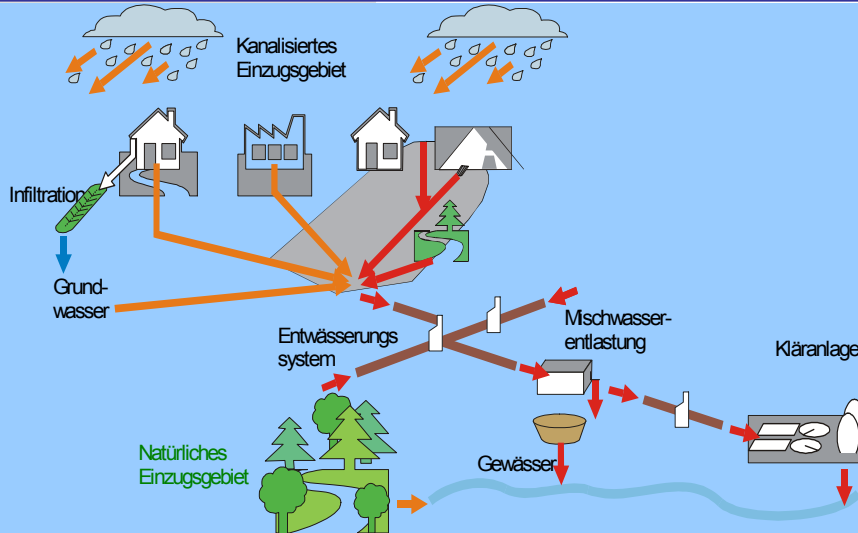 Kanalisiertes
Einzugsgebiet
Infiltration
Grund-
wasser
Entwässerungs
system
Mischwasser-
entlastung
Kläranlage
Natürliches
Einzugsgebiet
Gewässer